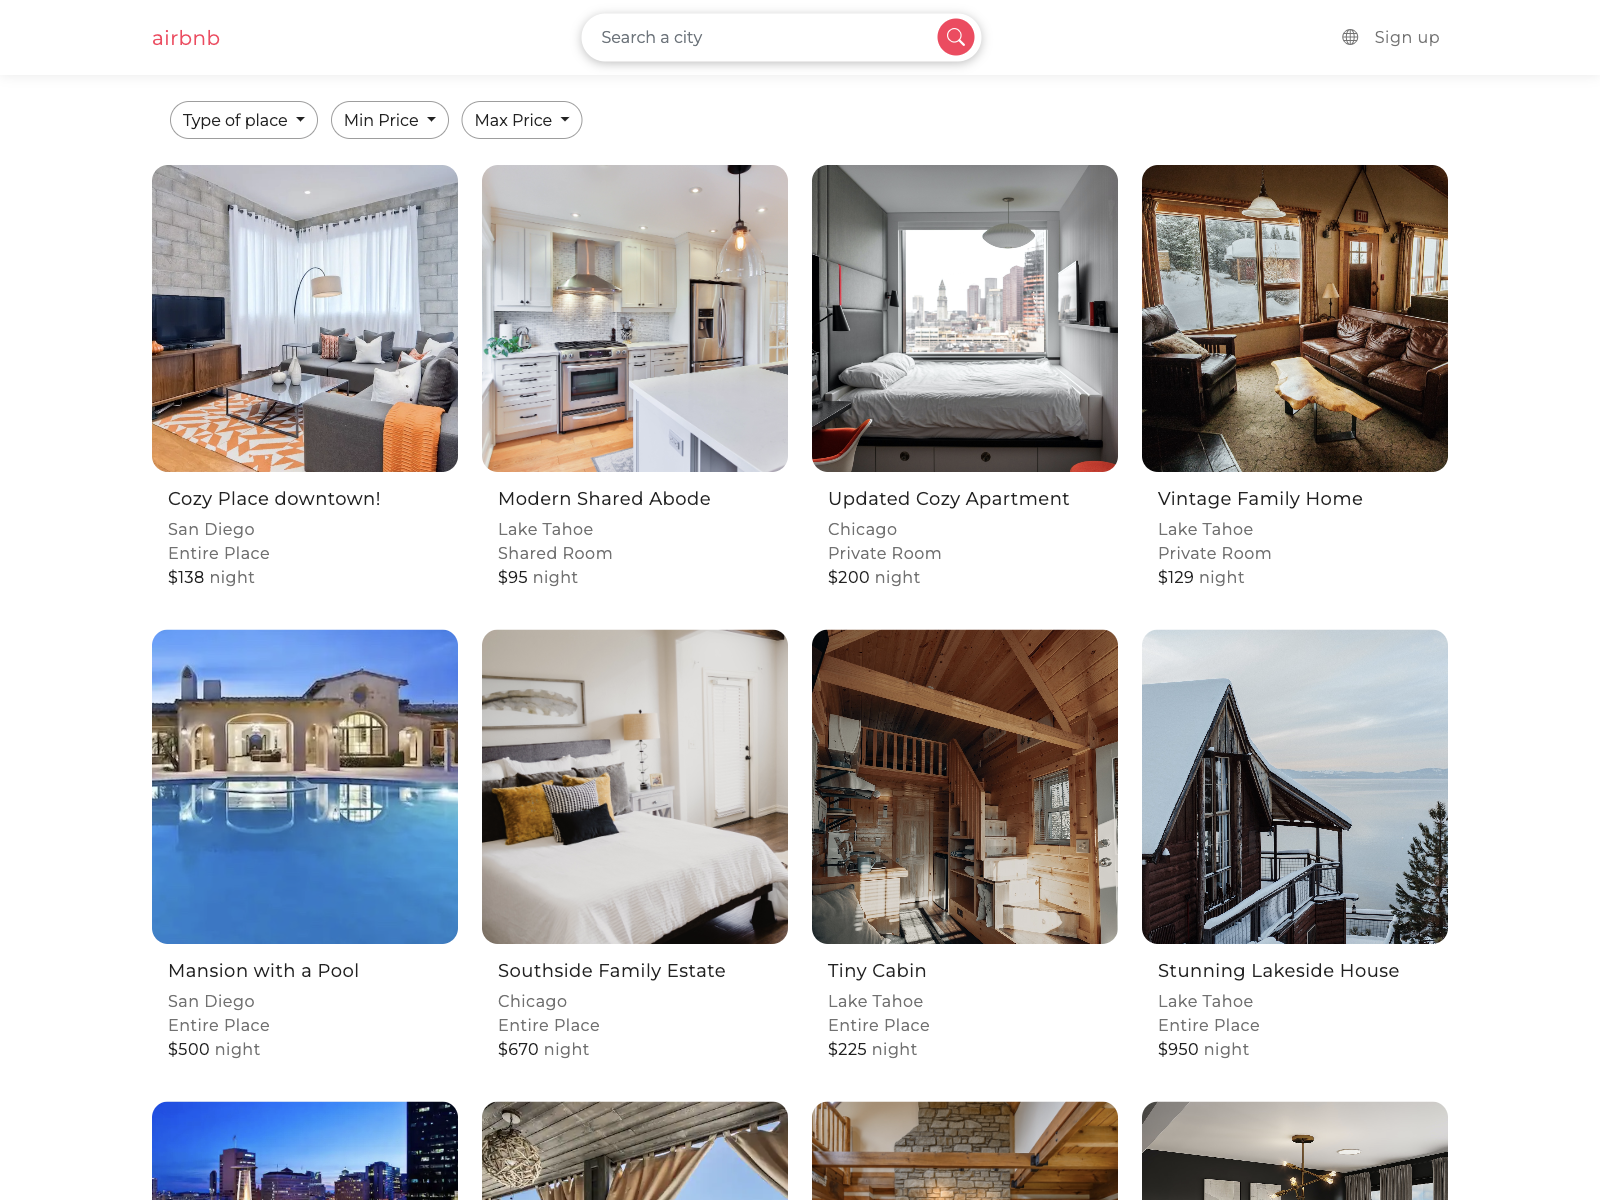 airbnb
Search a city
Sign up
Type of place
Min Price
Max Price
Cozy Place downtown!
San Diego
Entire Place
$138 night
Modern Shared Abode
Lake Tahoe
Shared Room
$95 night
Updated Cozy Apartment
Chicago
Private Room
$200 night
Vintage Family Home
Lake Tahoe
Private Room
$129 night
Mansion with a Pool
San Diego
Entire Place
$500 night
Southside Family Estate
Chicago
Entire Place
$670 night
Tiny Cabin
Lake Tahoe
Entire Place
$225 night
Stunning Lakeside House
Lake Tahoe
Entire Place
$950 night